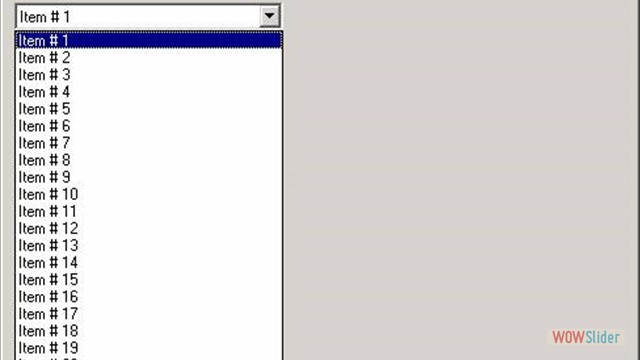 Item # 1
Item # 1
Item # 2
Item # 3
Item # 4
Item # 5
Item # 6
Item # 7
Item # 8
Item # 9
Item # 10
Item # 11
Item # 12
Item # 13
Item # 14
Item # 15
Item # 16
Item # 17
Item # 18
Item # 19
WOWSlider